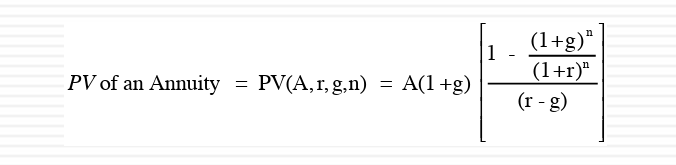 PV of an Annuity = PV(A, r, g,n) = A(1 +g) [1 - (1+g)^n / (1+r)^n / (r - g)]